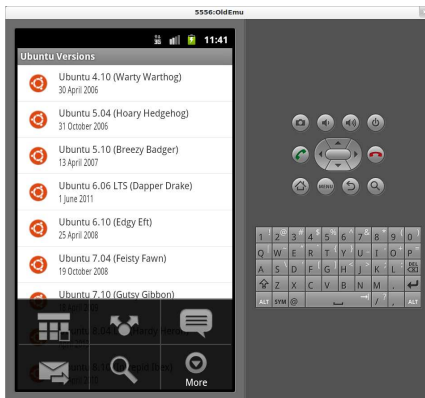 5556:OldEmu
3G 11:41
Ubuntu Versions
Ubuntu 4.10 (Warty Warthog)
30 April 2006
Ubuntu 5.04 (Hoary Hedgehog)
31 October 2006
Ubuntu 5.10 (Breezy Badger)
13 April 2007
Ubuntu 6.06 LTS (Dapper Drake)
1 June 2011
Ubuntu 6.10 (Edgy Eft)
25 April 2008
Ubuntu 7.04 (Feisty Fawn)
19 October 2008
Ubuntu 7.10 (Gutsy Gibbon)
More
MENU
1 ! 2 @ 3 # 4 $ 5 % 6 ^ 7 & 8 * 9 ( 0 )
Q W E R T Y U I O P
A S D F G H J K L DEL
Z X C V B N M .
ALT SYM @ / ? , ALT